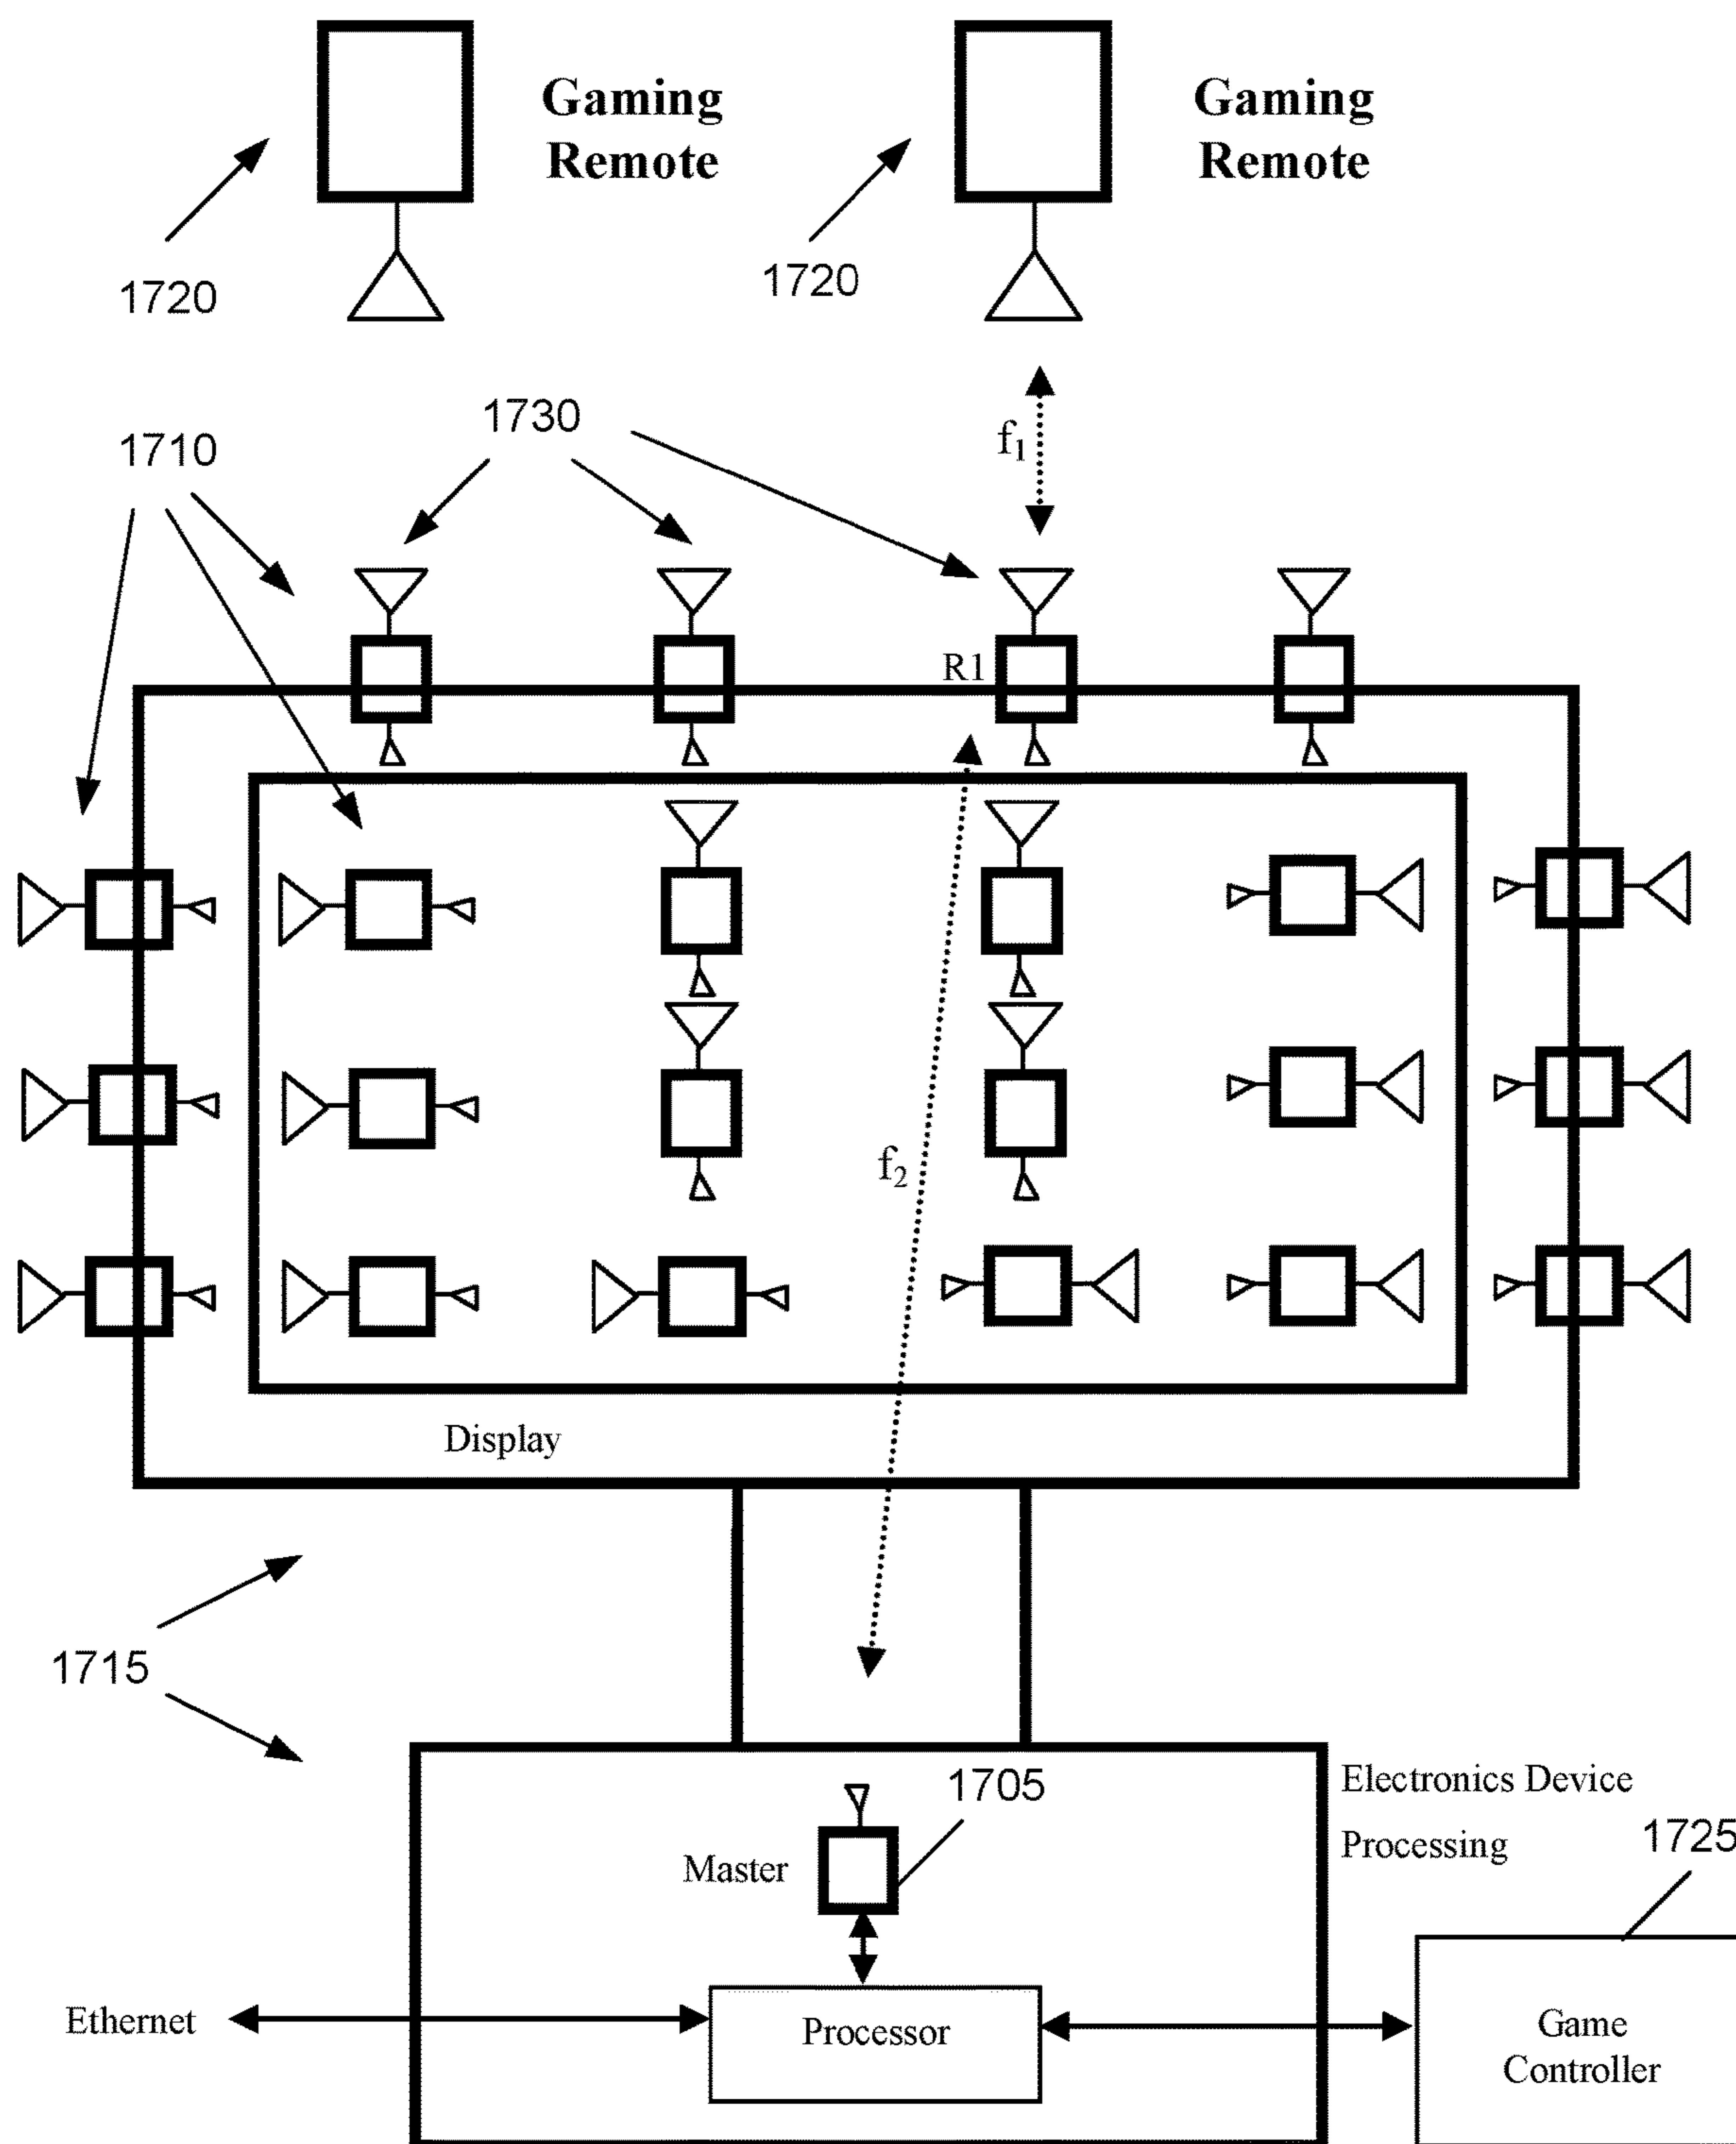 Gaming
Remote
Gaming
Remote
1720
1720
1730
1710
f1
R1
f2
Display
1715
1705
Electronics Device
Processing
1725
Master
Ethernet
Processor
Game
Controller